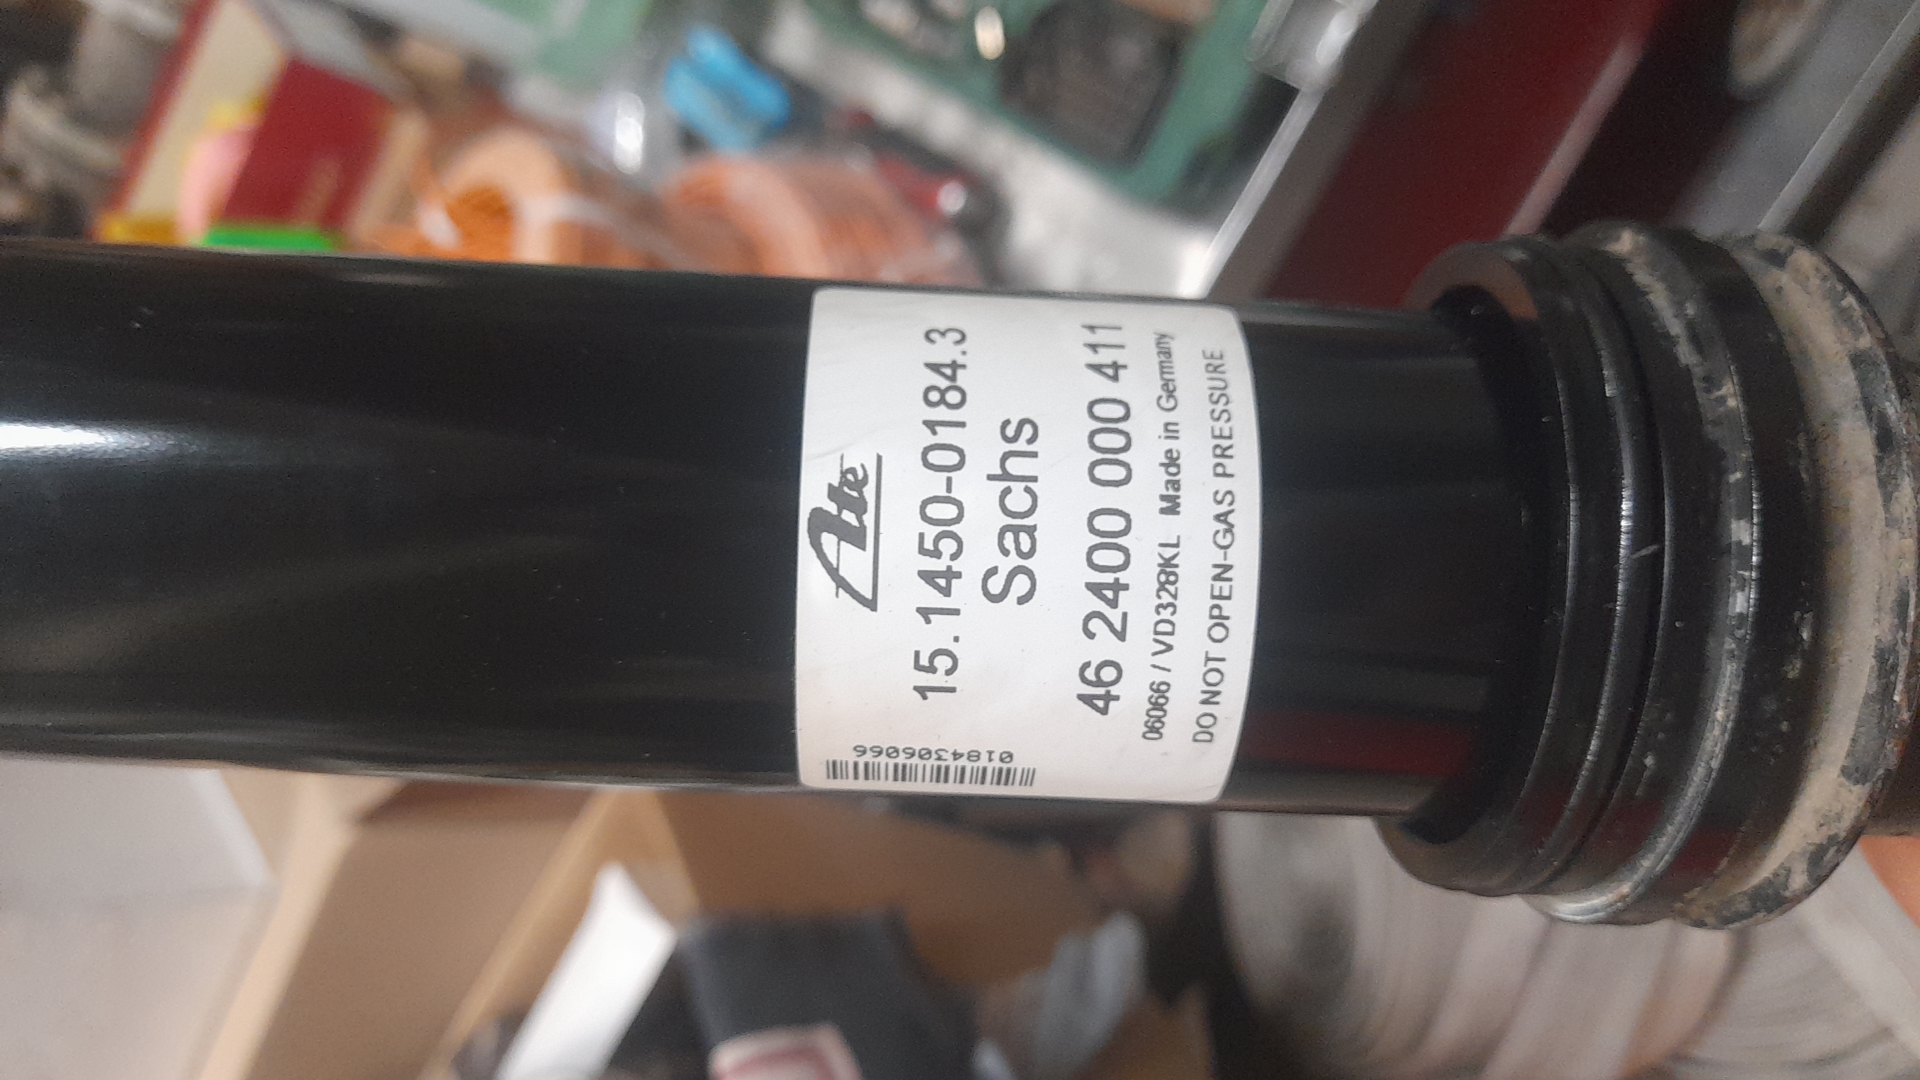 Ate
15.1450-0184.3
Sachs
46 2400 000 411
06066 / VD328KL Made in Germany
DO NOT OPEN-GAS PRESSURE
0184306066